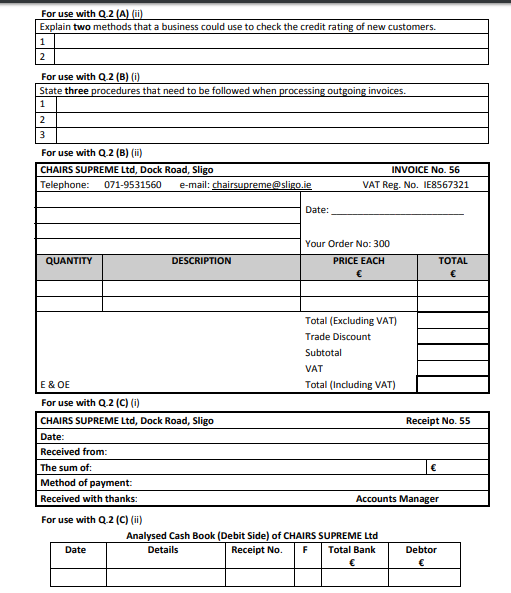 For use with Q.2 (A) (ii)
Explain two methods that a business could use to check the credit rating of new customers.
1
2
For use with Q.2 (B) (i)
State three procedures that need to be followed when processing outgoing invoices.
1
2
3
For use with Q.2 (B) (ii)
CHAIRS SUPREME Ltd, Dock Road, Sligo INVOICE No. 56
Telephone: 071-9531560 e-mail: chairsupreme@sligo.ie VAT Reg. No. IE8567321
Date: ________________________
Your Order No: 300
QUANTITY DESCRIPTION PRICE EACH TOTAL
€ €
Total (Excluding VAT)
Trade Discount
Subtotal
VAT
E & OE Total (Including VAT)
For use with Q.2 (C) (i)
CHAIRS SUPREME Ltd, Dock Road, Sligo Receipt No. 55
Date:
Received from:
The sum of: €
Method of payment:
Received with thanks: Accounts Manager
For use with Q.2 (C) (ii)
Analysed Cash Book (Debit Side) of CHAIRS SUPREME Ltd
Date Details Receipt No. F Total Bank Debtor
€ €